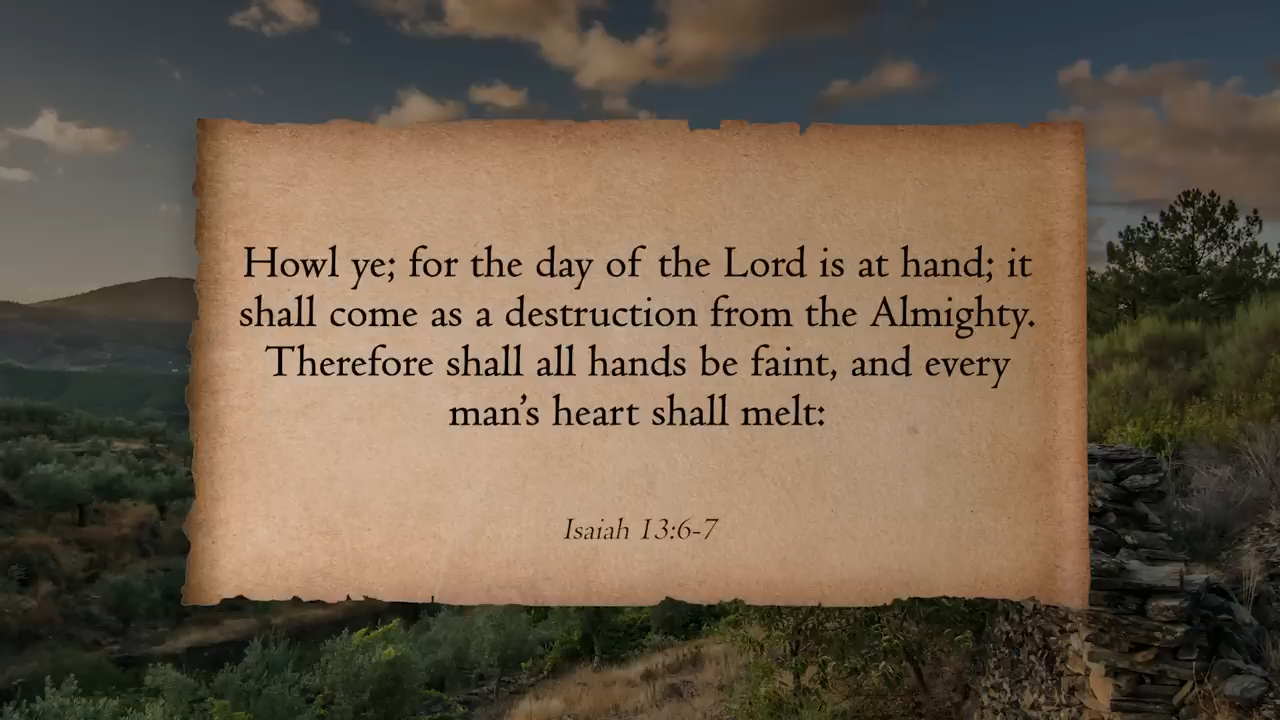 Howl ye; for the day of the Lord is at hand; it
shall come as a destruction from the Almighty.
Therefore shall all hands be faint, and every
man’s heart shall melt:
Isaiah 13:6-7